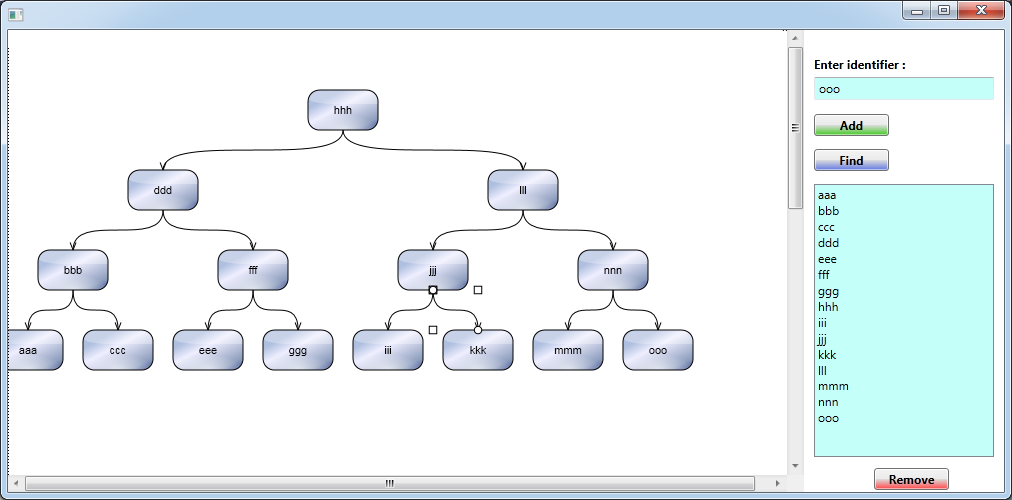 Enter identifier :
ooo
Add
Find
hhh
ddd lll
bbb fff jjj nnn
aaa ccc eee ggg iii kkk mmm ooo
aaa
bbb
ccc
ddd
eee
fff
ggg
hhh
iii
jjj
kkk
lll
mmm
nnn
ooo
Remove